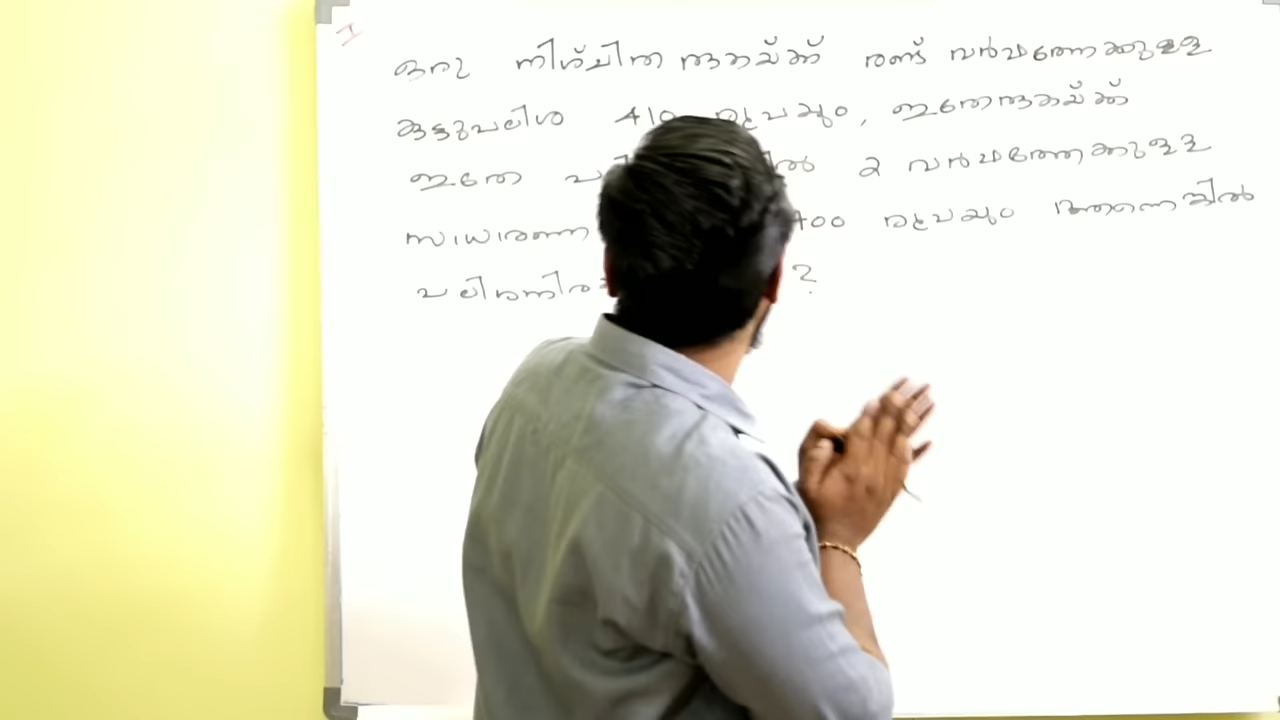 I
ഒരു നിശ്ചിത തുകയ്ക്ക് രണ്ട് വർഷത്തേക്കുള്ള
കൂട്ടുപലിശ 410 രൂപയും, ഇതേതുകയ്ക്ക്
ഇതേ 2 വർഷത്തേക്കുള്ള
സാധാരണ 400 രൂപയും ആണെങ്കിൽ
?